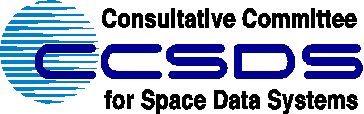 Consultative Committee
CCSDS
for Space Data Systems